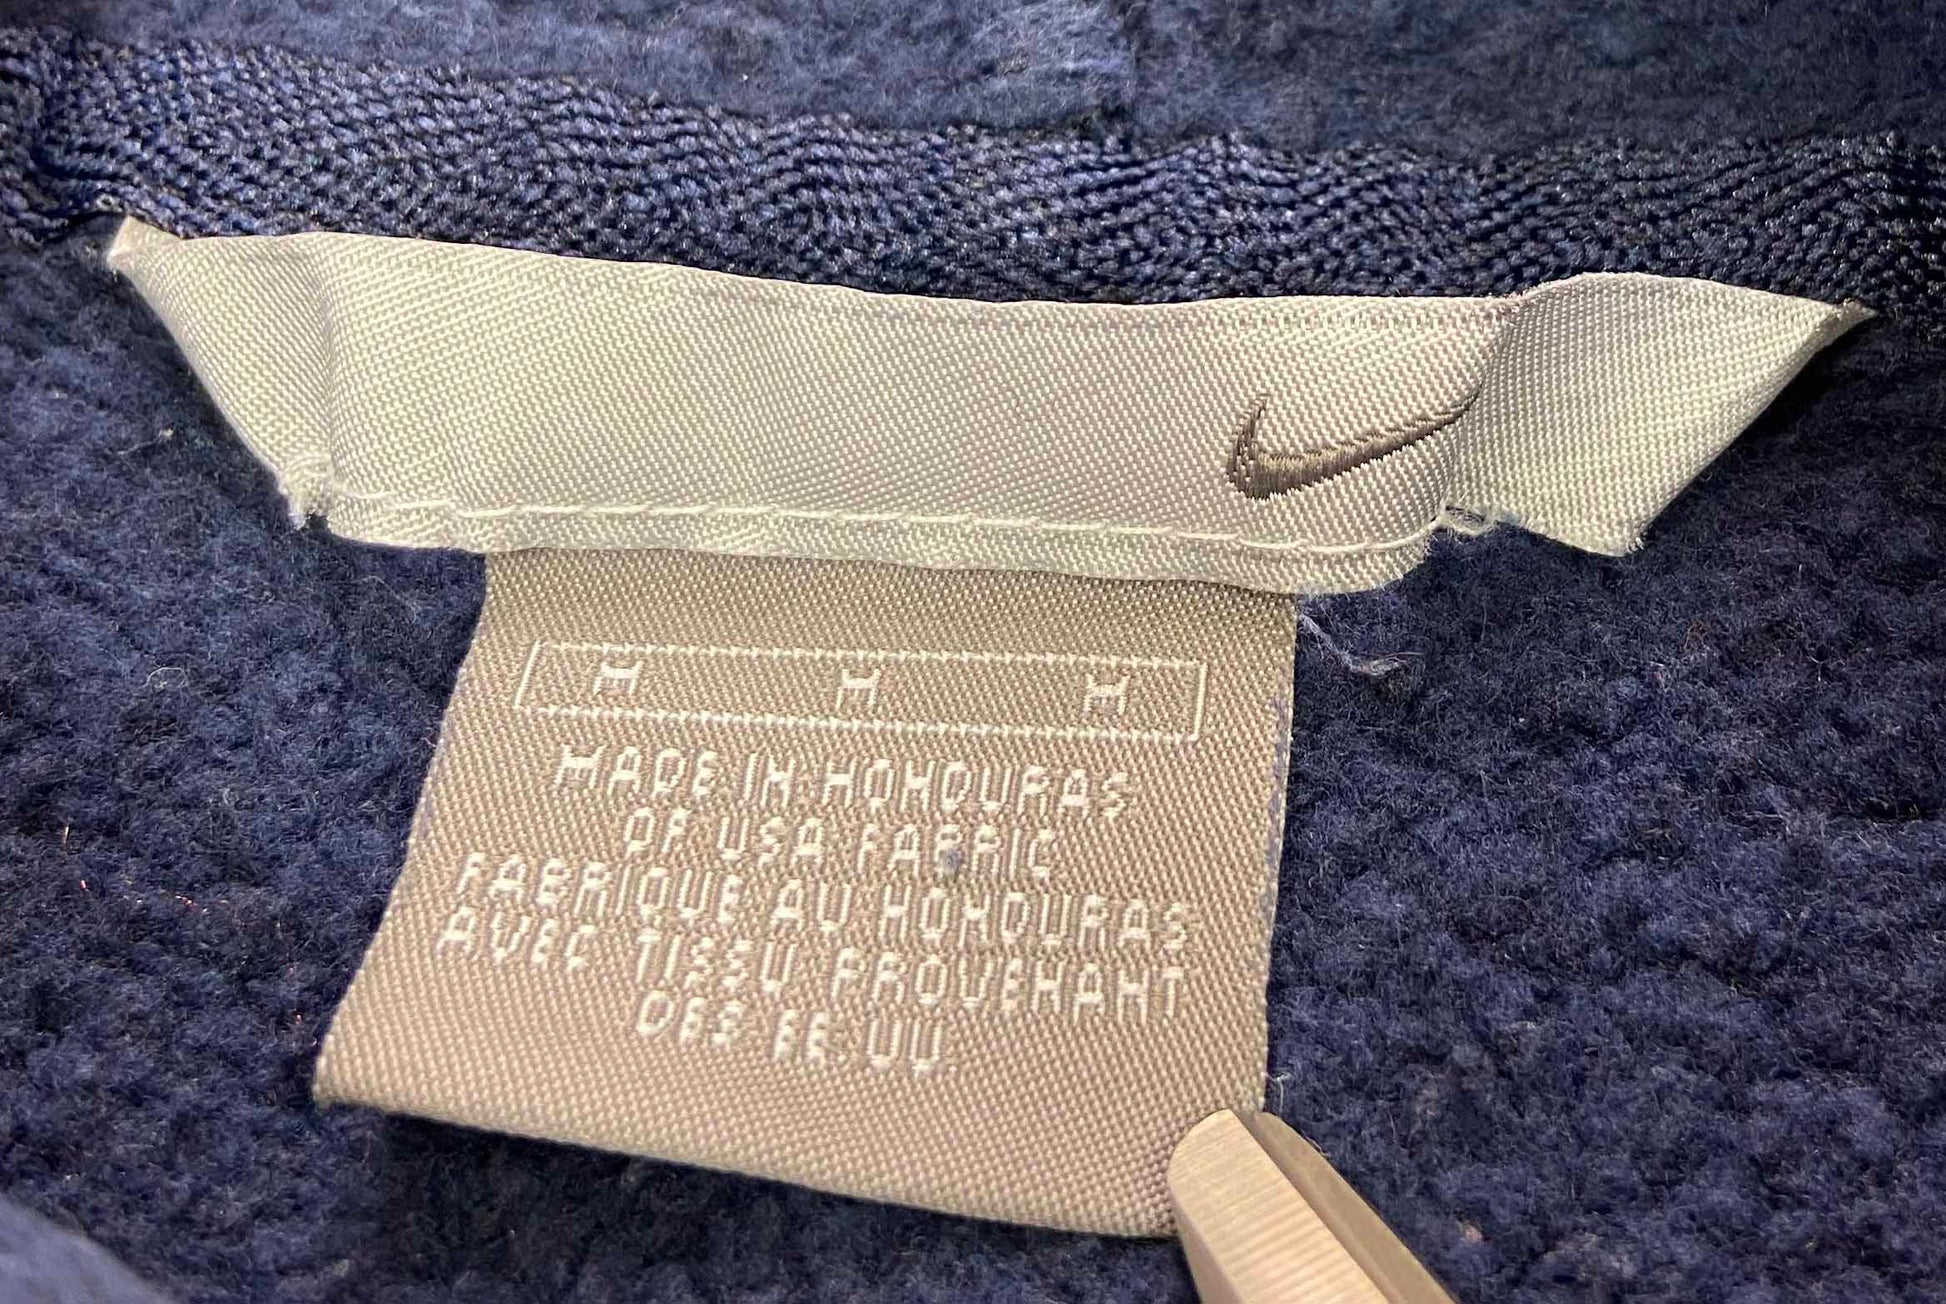 M M M
MADE IN HONDURAS
OF USA FABRIC
FABRIQUE AU HONDURAS
AVEC TISSU PROVENANT
DES EE.UU